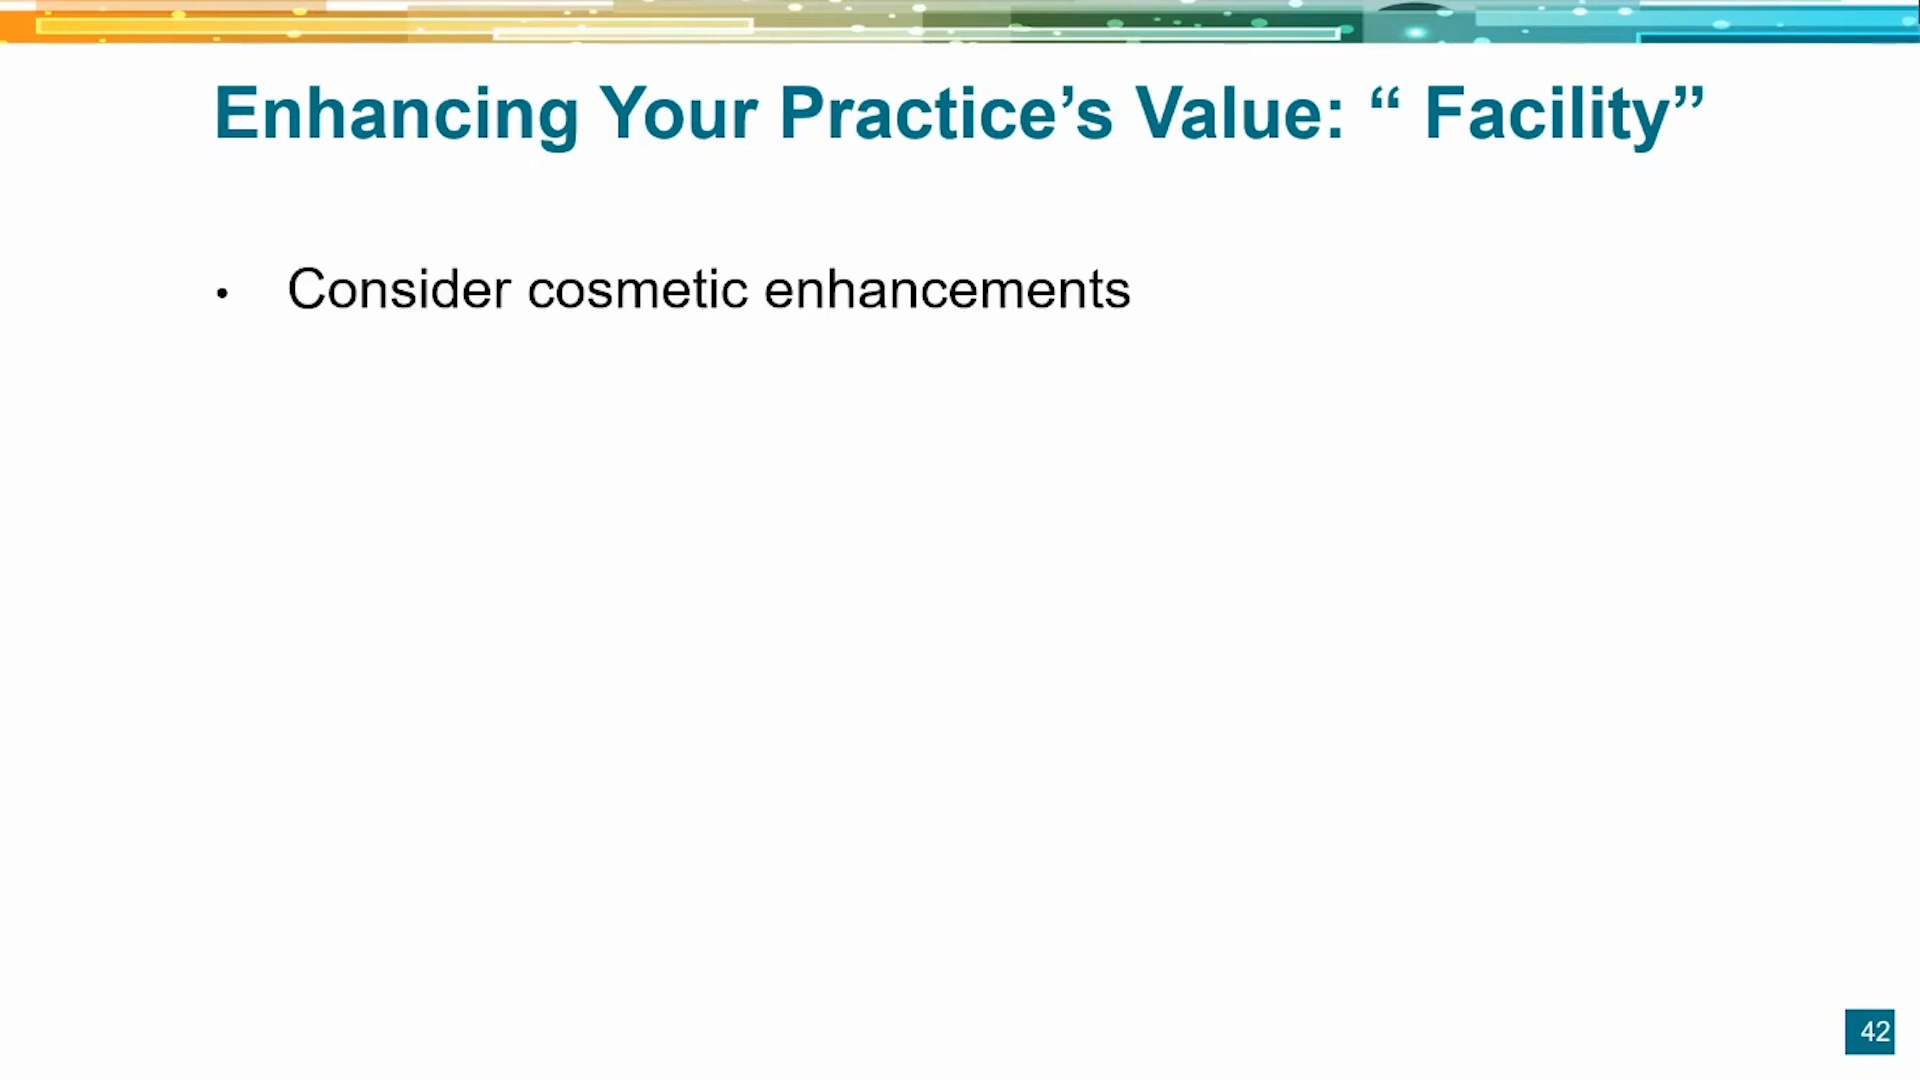 Enhancing Your Practice’s Value: “ Facility”
• Consider cosmetic enhancements
42